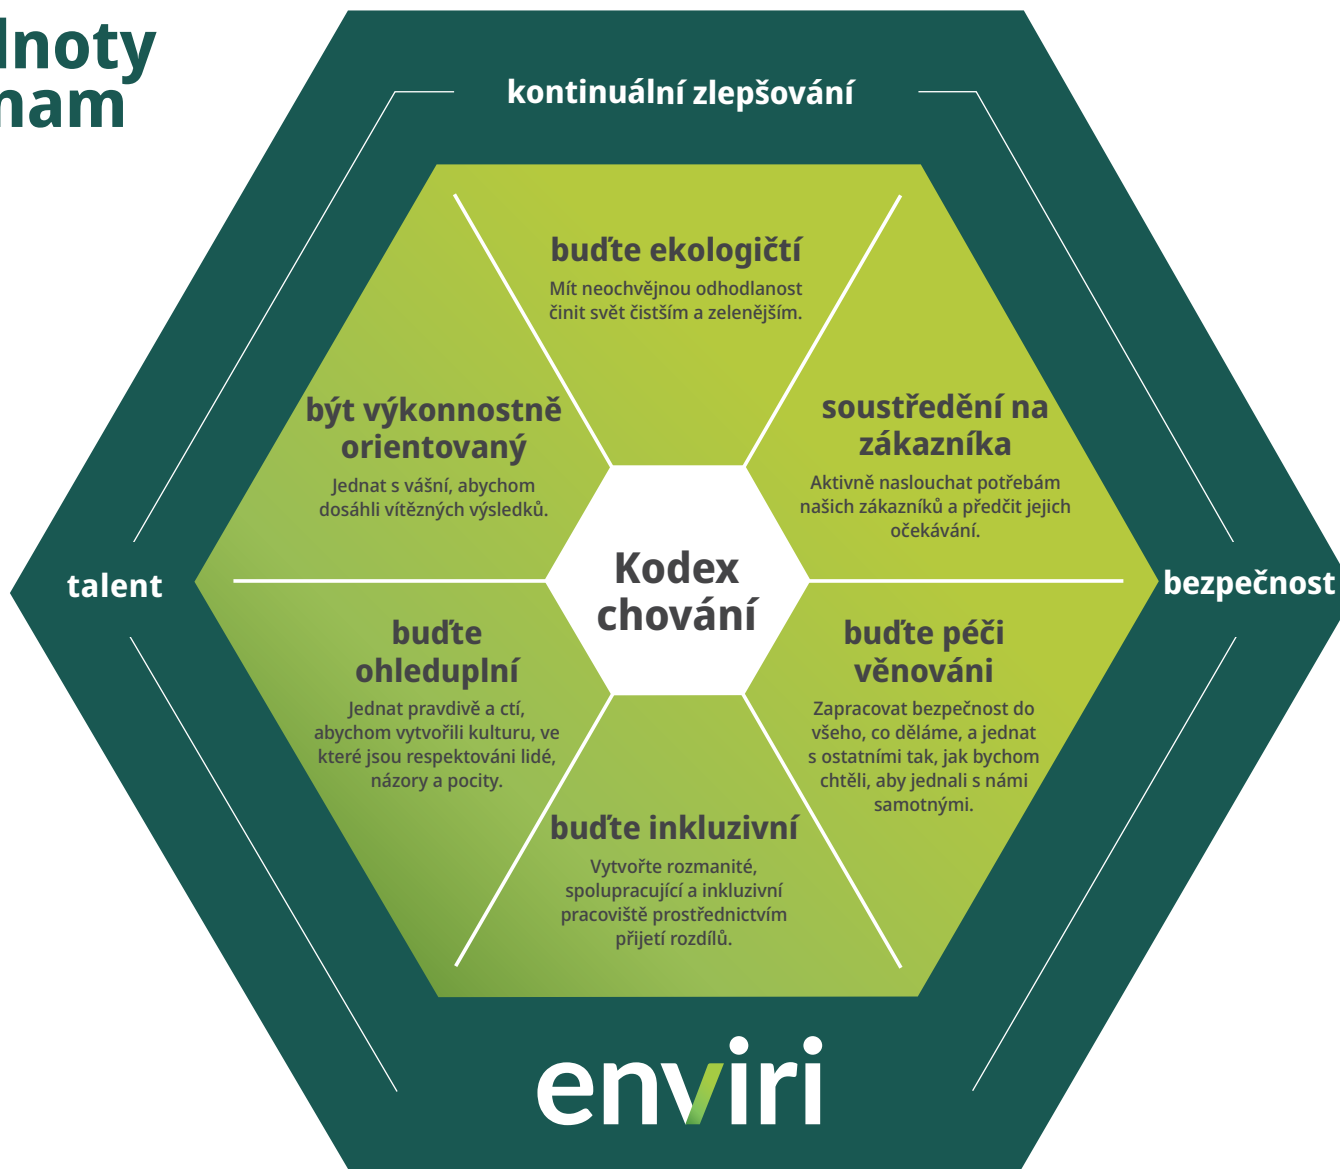 dnoty
nam
kontinuální zlepšování
buďte ekologičtí
Mít neochvějnou odhodlanost
činit svět čistším a zelenějším.
být výkonnostně
orientovaný
Jednat s vášní, abychom
dosáhli vítězných výsledků.
soustředění na
zákazníka
Aktivně naslouchat potřebám
našich zákazníků a předčit jejich
očekávání.
talent
Kodex
chování
bezpečnost
buďte
ohleduplní
Jednat pravdivě a ctí,
abychom vytvořili kulturu, ve
které jsou respektováni lidé,
názory a pocity.
buďte péči
věnováni
Zapracovat bezpečnost do
všeho, co děláme, a jednat
s ostatními tak, jak bychom
chtěli, aby jednali s námi
samotnými.
buďte inkluzivní
Vytvořte rozmanité,
spolupracující a inkluzivní
pracoviště prostřednictvím
přijetí rozdílů.
enviri